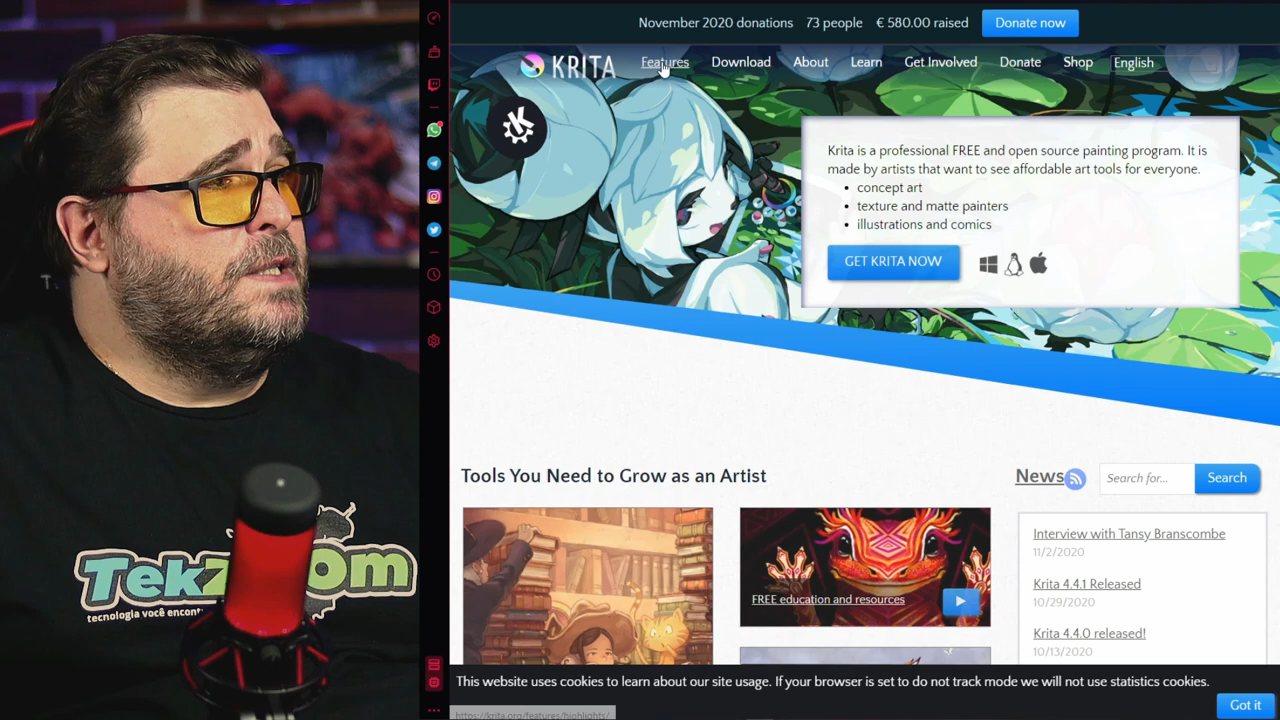 November 2020 donations 73 people € 580.00 raised Donate now
KRITA Features Download About Learn Get Involved Donate Shop English
Krita is a professional FREE and open source painting program. It is
made by artists that want to see affordable art tools for everyone.
• concept art
• texture and matte painters
• illustrations and comics
GET KRITA NOW
Tools You Need to Grow as an Artist
News
Search for... Search
Interview with Tansy Branscombe
11/2/2020
Krita 4.4.1 Released
10/29/2020
FREE education and resources
Krita 4.4.0 released!
10/13/2020
tecnologia você
This website uses cookies to learn about our site usage. If your browser is set to do not track mode we will not use statistics cookies.
Got it
https://krita.org/features/highlights/